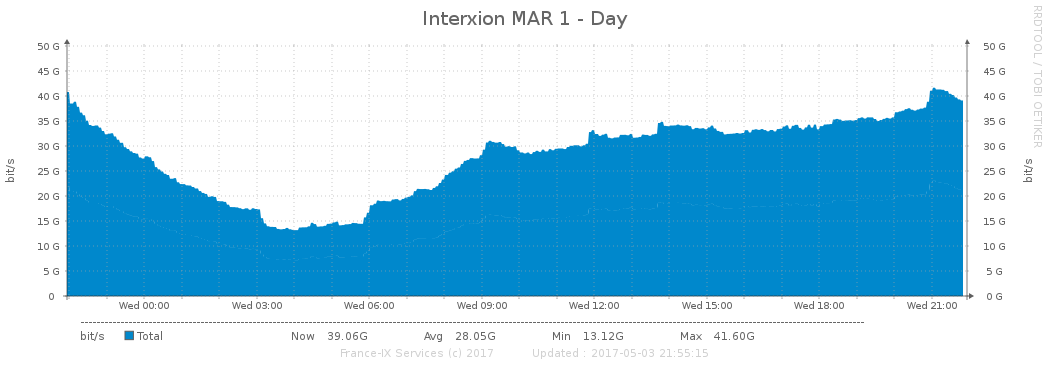 Interxion MAR 1 - Day
RRDTOOL / TOBI OETIKER
50 G 50 G
45 G 45 G
40 G 40 G
35 G 35 G
30 G 30 G
25 G 25 G
20 G 20 G
15 G 15 G
10 G 10 G
5 G 5 G
0 0 G
bit/s bit/s
Wed 00:00 Wed 03:00 Wed 06:00 Wed 09:00 Wed 12:00 Wed 15:00 Wed 18:00 Wed 21:00
bit/s Total Now 39.06G Avg 28.05G Min 13.12G Max 41.60G
France-IX Services (c) 2017 Updated : 2017-05-03 21:55:15